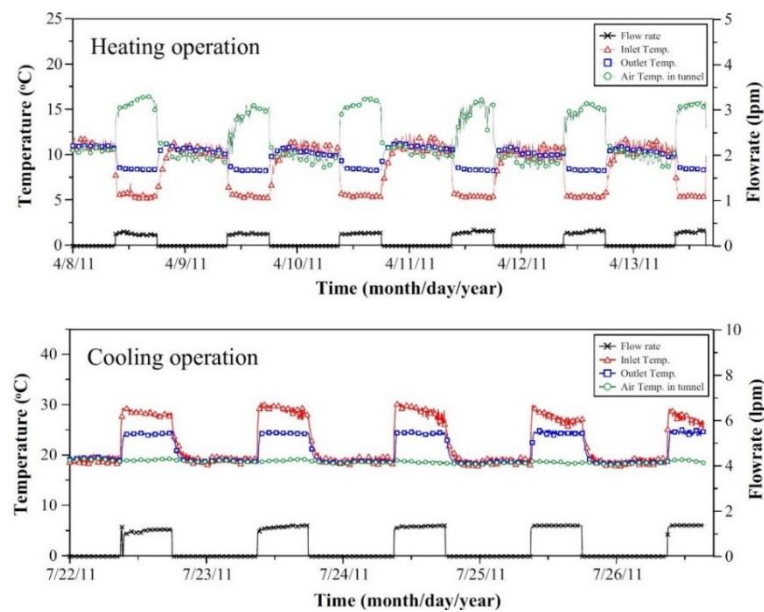 Heating operation
Flow rate
Inlet Temp.
Outlet Temp.
Air Temp. in tunnel
Temperature (°C)
25
20
15
10
5
0
Flowrate (lpm)
5
4
3
2
1
0
4/8/11 4/9/11 4/10/11 4/11/11 4/12/11 4/13/11
Time (month/day/year)
Cooling operation
Flow rate
Inlet Temp.
Outlet Temp.
Air Temp. in tunnel
Temperature (°C)
40
30
20
10
0
Flowrate (lpm)
10
8
6
4
2
0
7/22/11 7/23/11 7/24/11 7/25/11 7/26/11
Time (month/day/year)